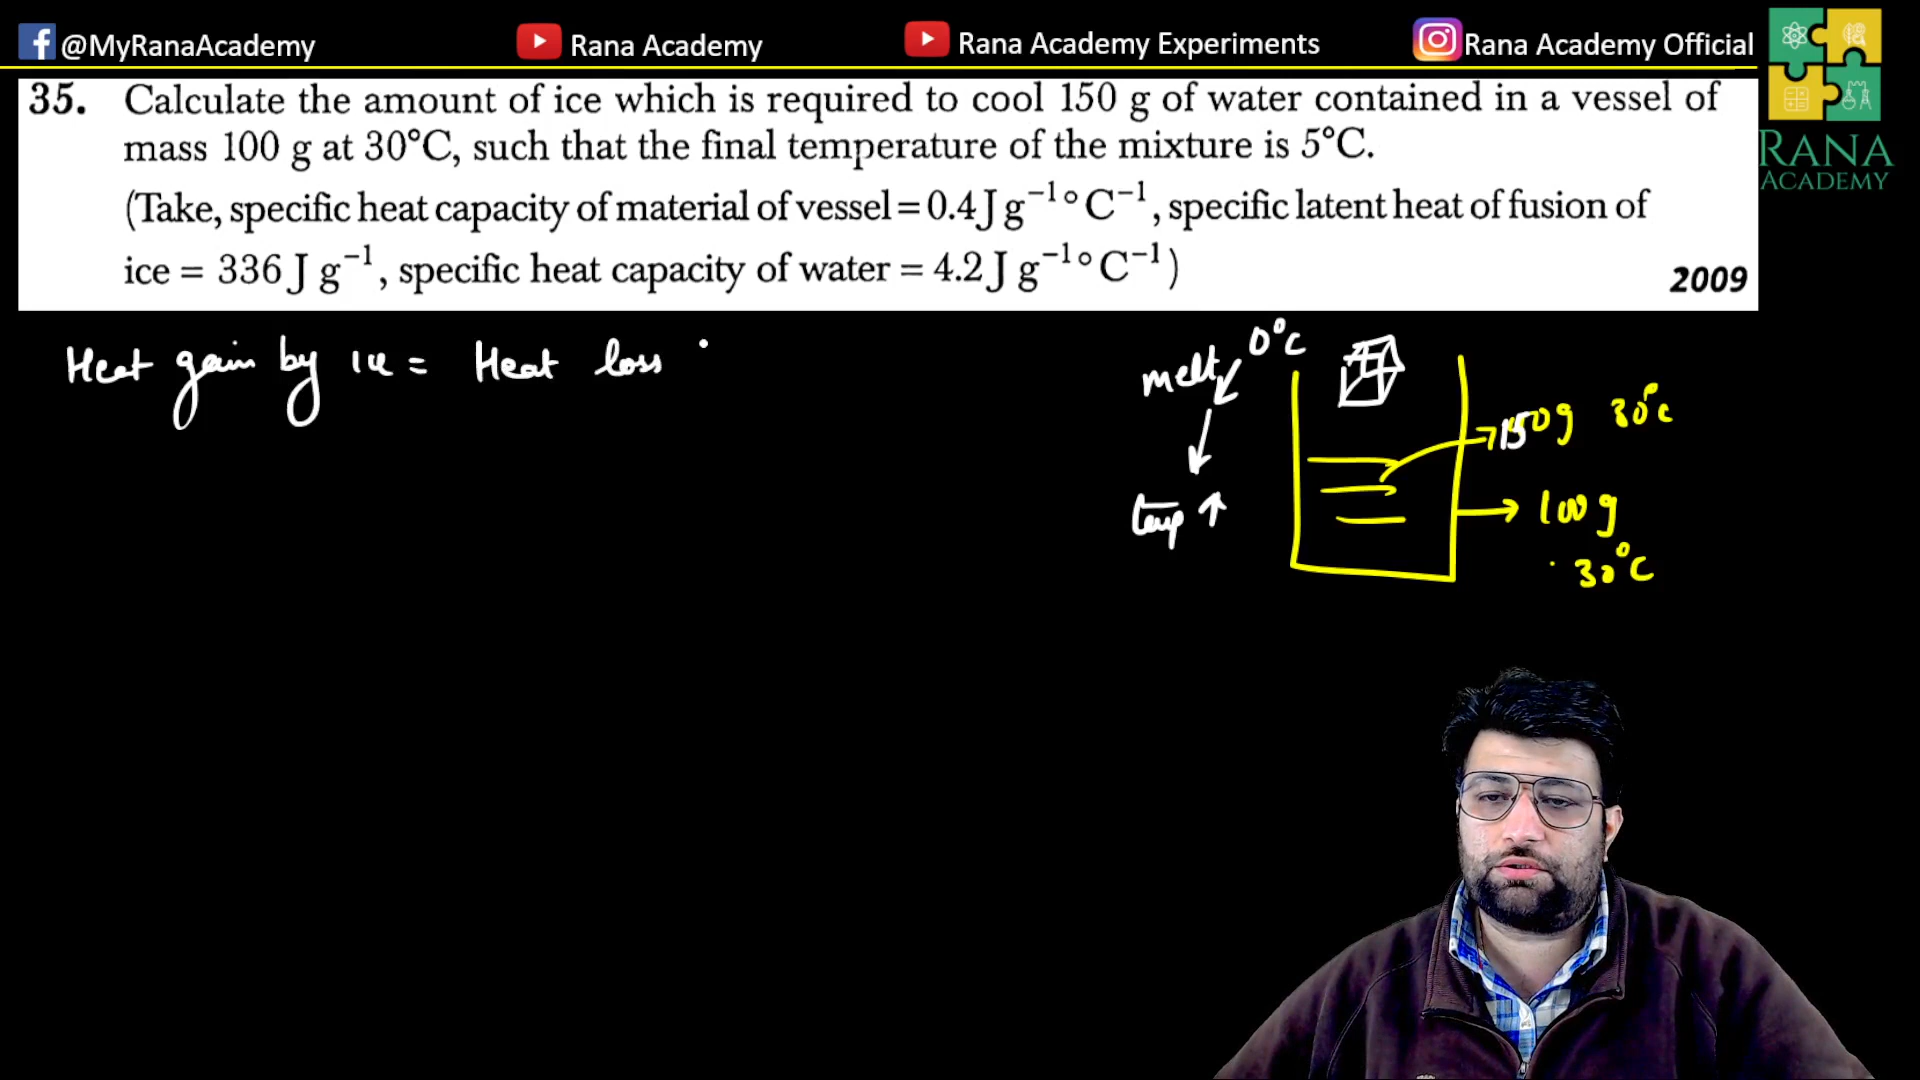 @MyRanaAcademy Rana Academy Rana Academy Experiments Rana Academy Official
35. Calculate the amount of ice which is required to cool 150 g of water contained in a vessel of
mass 100 g at 30°C, such that the final temperature of the mixture is 5°C.
(Take, specific heat capacity of material of vessel = 0.4 J g⁻¹°C⁻¹, specific latent heat of fusion of
ice = 336 J g⁻¹, specific heat capacity of water = 4.2 J g⁻¹°C⁻¹)
2009
RANA
ACADEMY
Heat gain by ice = Heat loss
0°C
melt
temp ↑
150g 30°C
100g
30°C